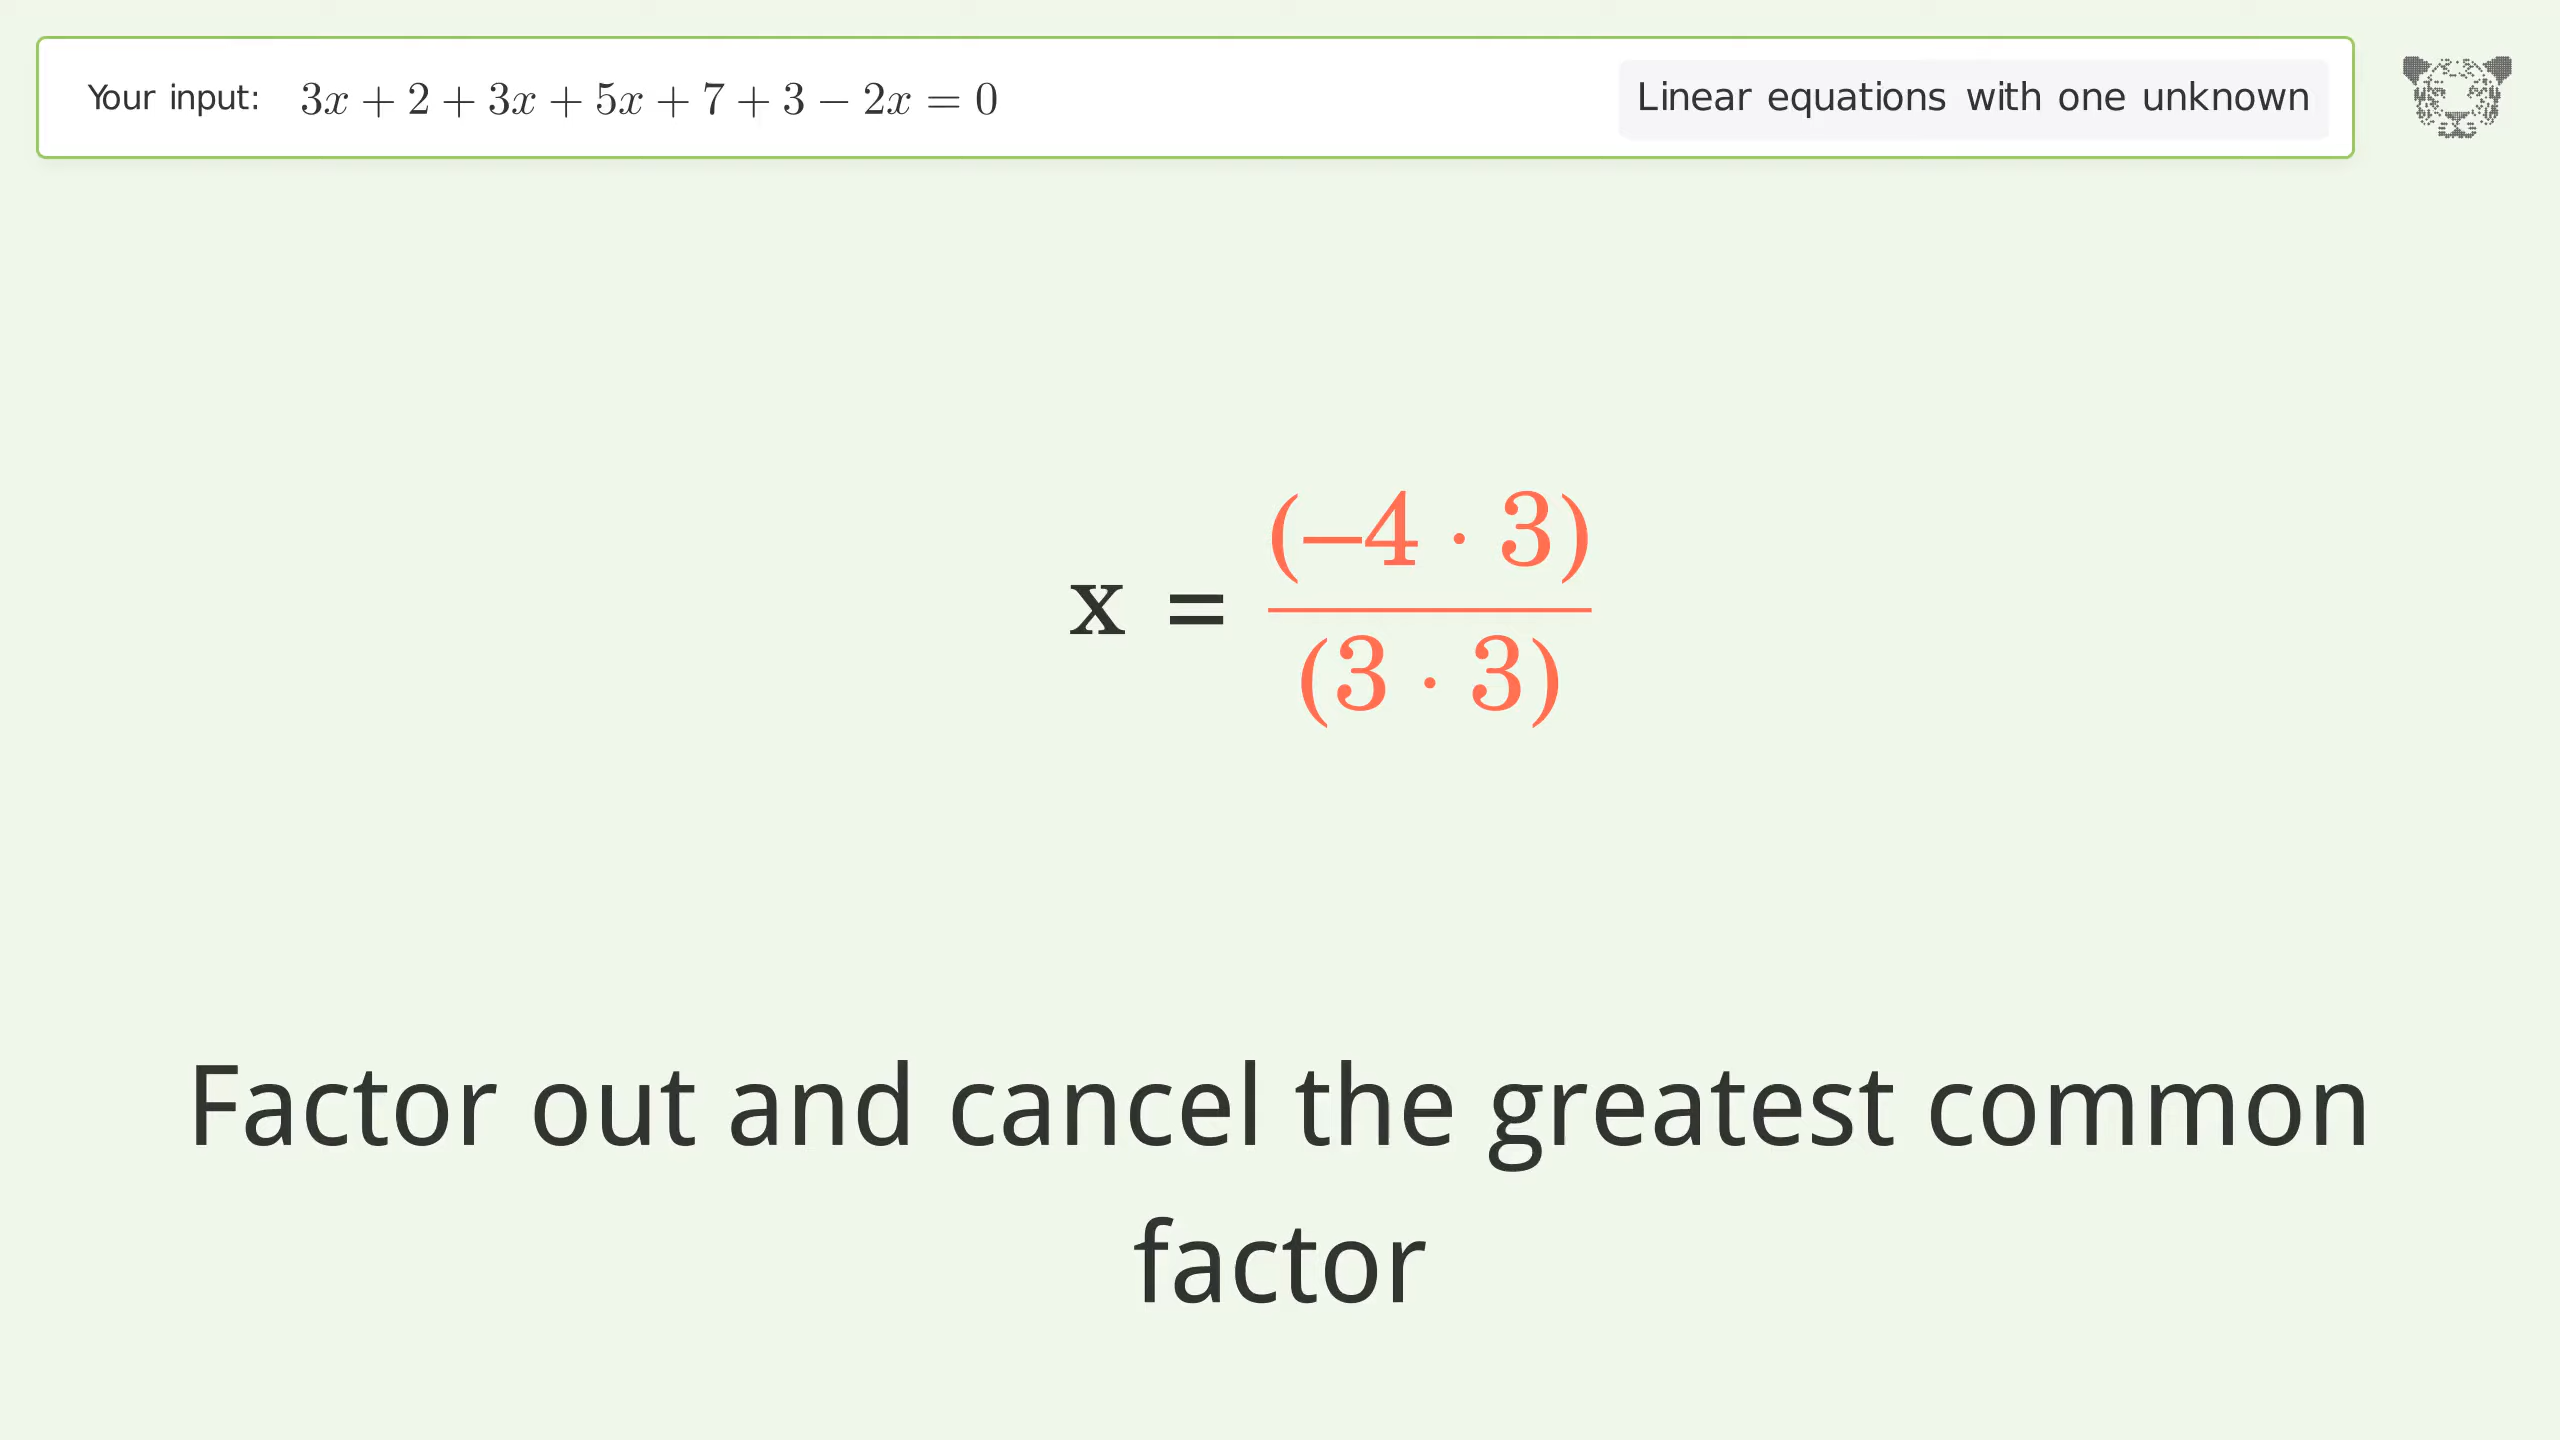 Your input: 3x + 2 + 3x + 5x + 7 + 3 − 2x = 0
Linear equations with one unknown
x = (−4 · 3) / (3 · 3)
Factor out and cancel the greatest common
factor